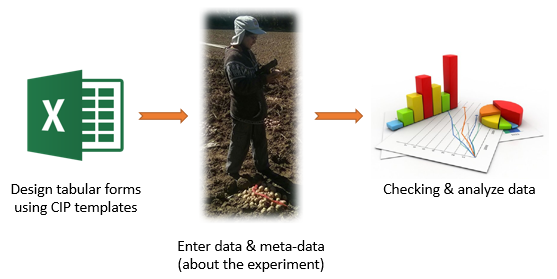 X
Design tabular forms
using CIP templates
Enter data & meta-data
(about the experiment)
Checking & analyze data